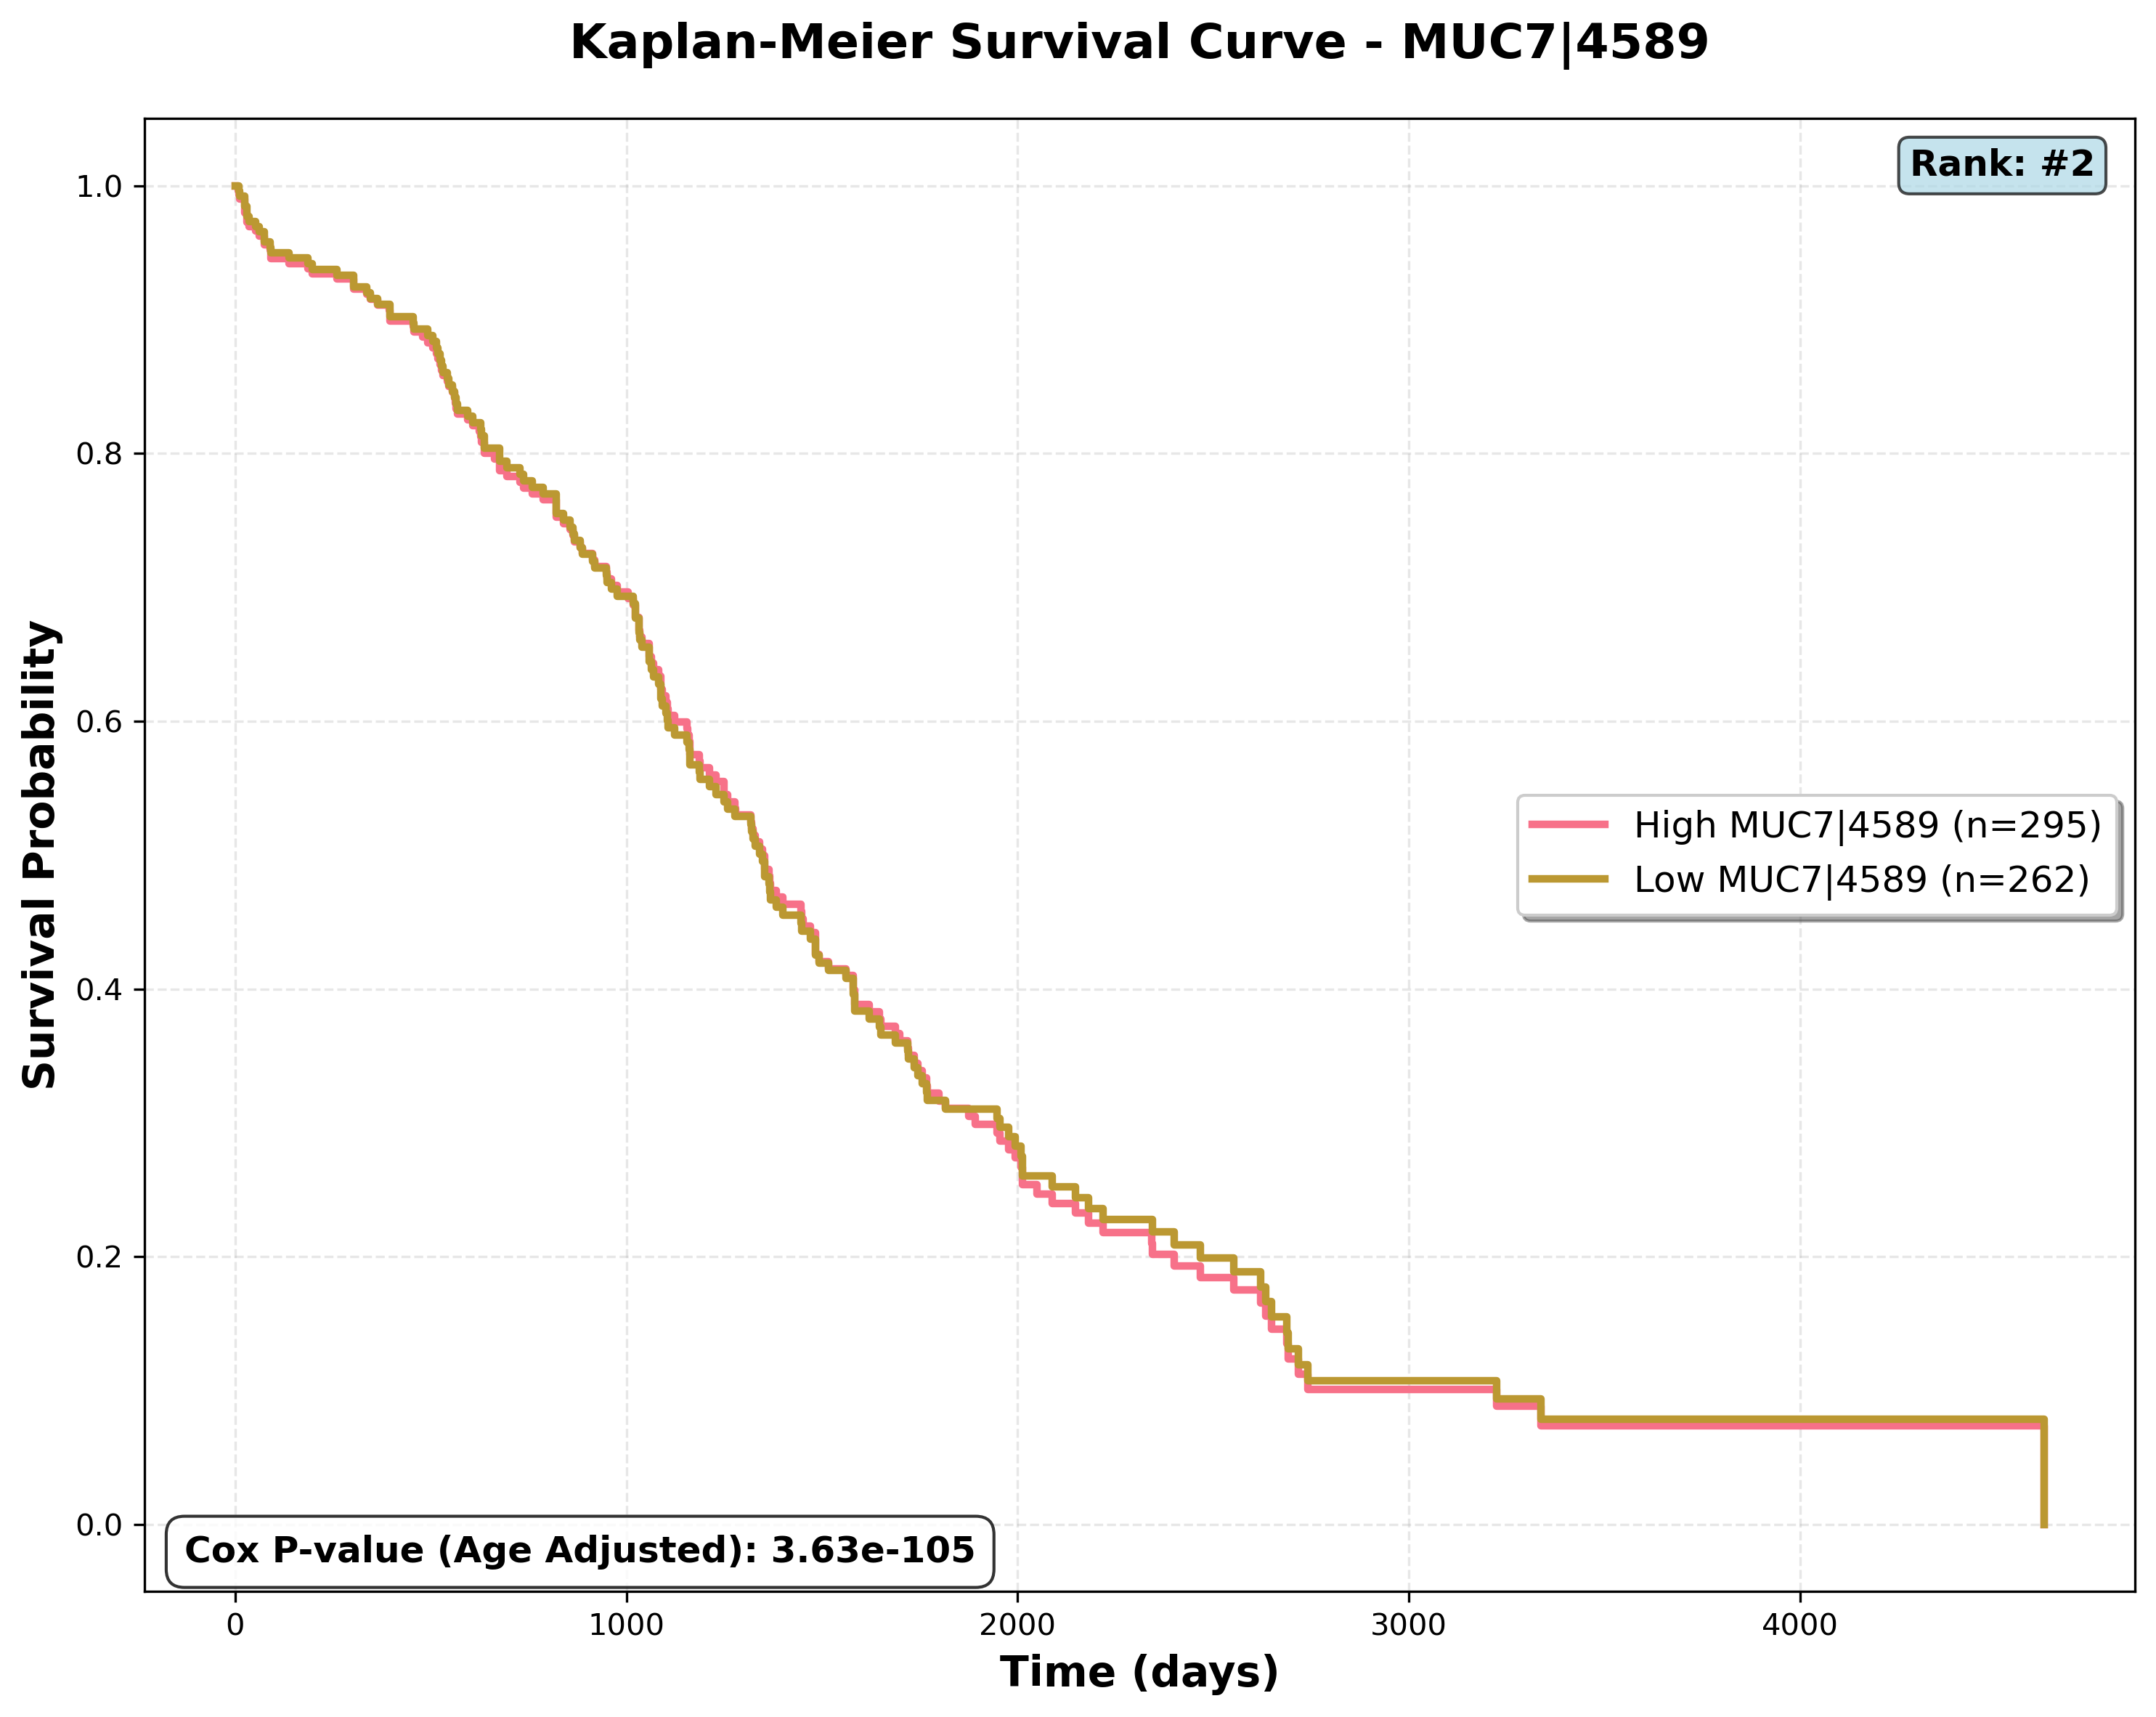 Kaplan-Meier Survival Curve - MUC7|4589
Rank: #2
Survival Probability
1.0
0.8
0.6
0.4
0.2
0.0
High MUC7|4589 (n=295)
Low MUC7|4589 (n=262)
Cox P-value (Age Adjusted): 3.63e-105
0 1000 2000 3000 4000
Time (days)